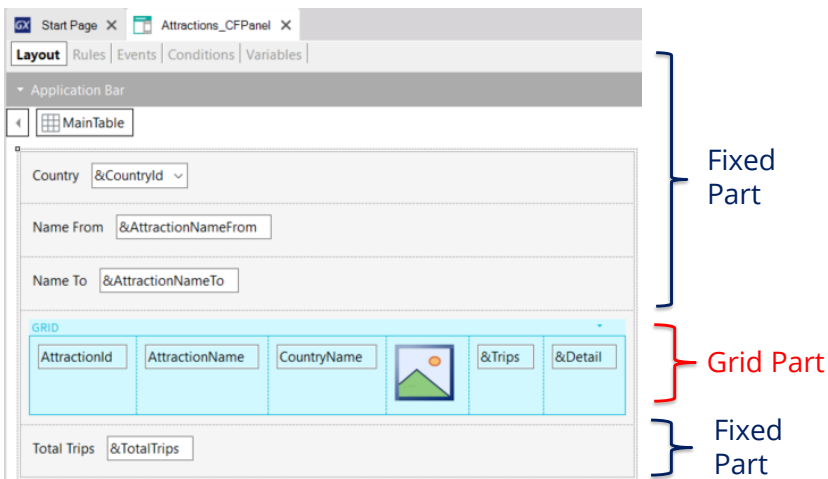 GX Start Page X Attractions_CFPanel X
Layout Rules Events Conditions Variables
Application Bar
MainTable
Country &CountryId
Name From &AttractionNameFrom
Name To &AttractionNameTo
GRID
AttractionId AttractionName CountryName &Trips &Detail
Total Trips &TotalTrips
Fixed
Part
Grid Part
Fixed
Part